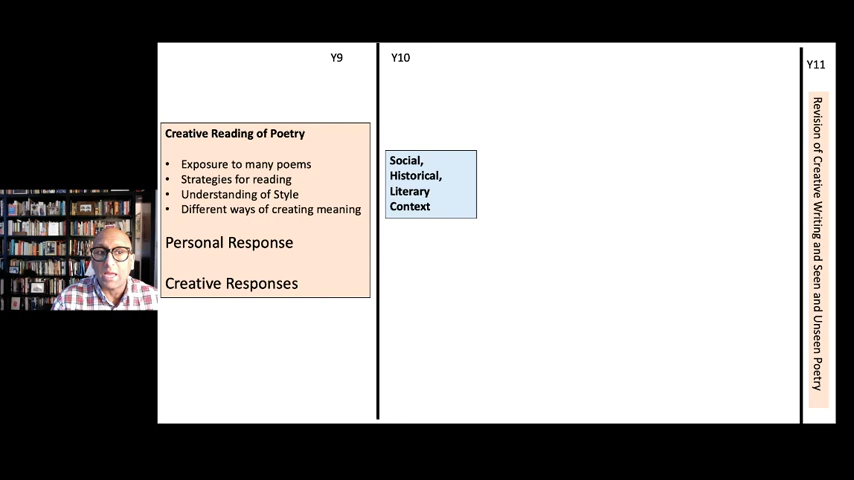 Y9
Y10
Y11
Creative Reading of Poetry
• Exposure to many poems
• Strategies for reading
• Understanding of Style
• Different ways of creating meaning
Personal Response
Creative Responses
Social,
Historical,
Literary
Context
Revision of Creative Writing and Seen and Unseen Poetry